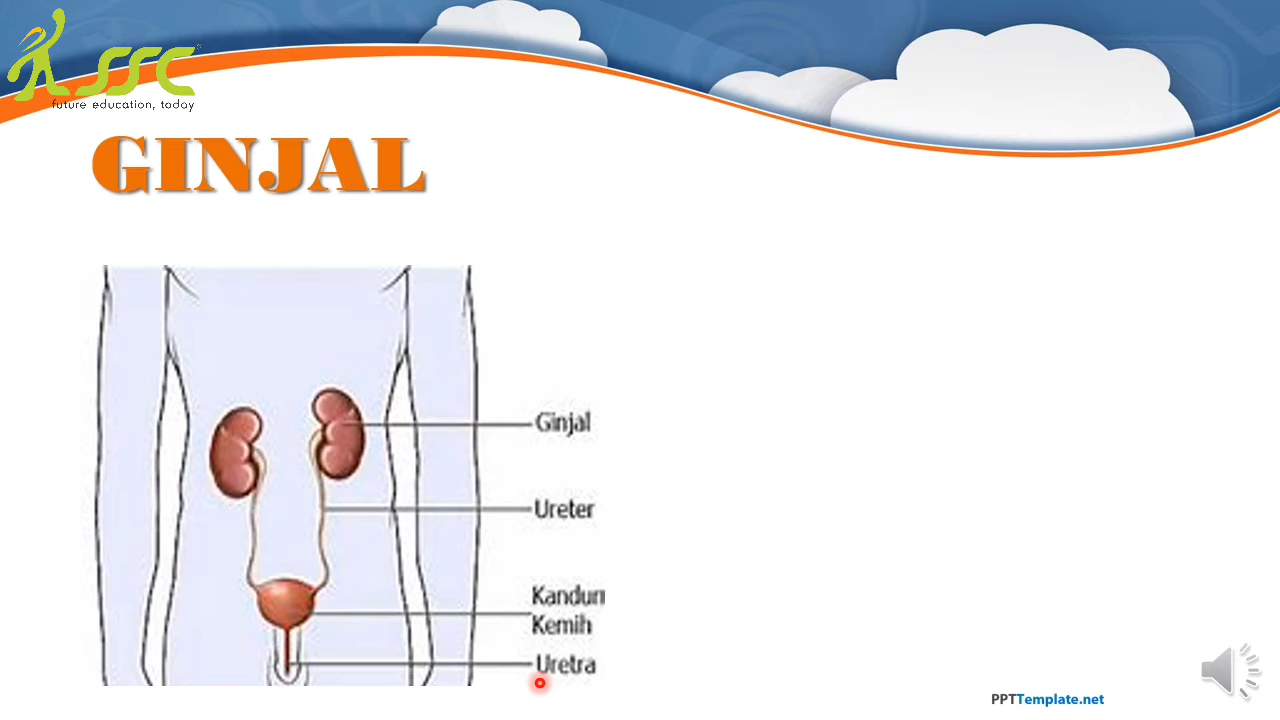 SSC
future education, today
GINJAL
Ginjal
Ureter
Kandun
Kemih
Uretra
PPTTemplate.net